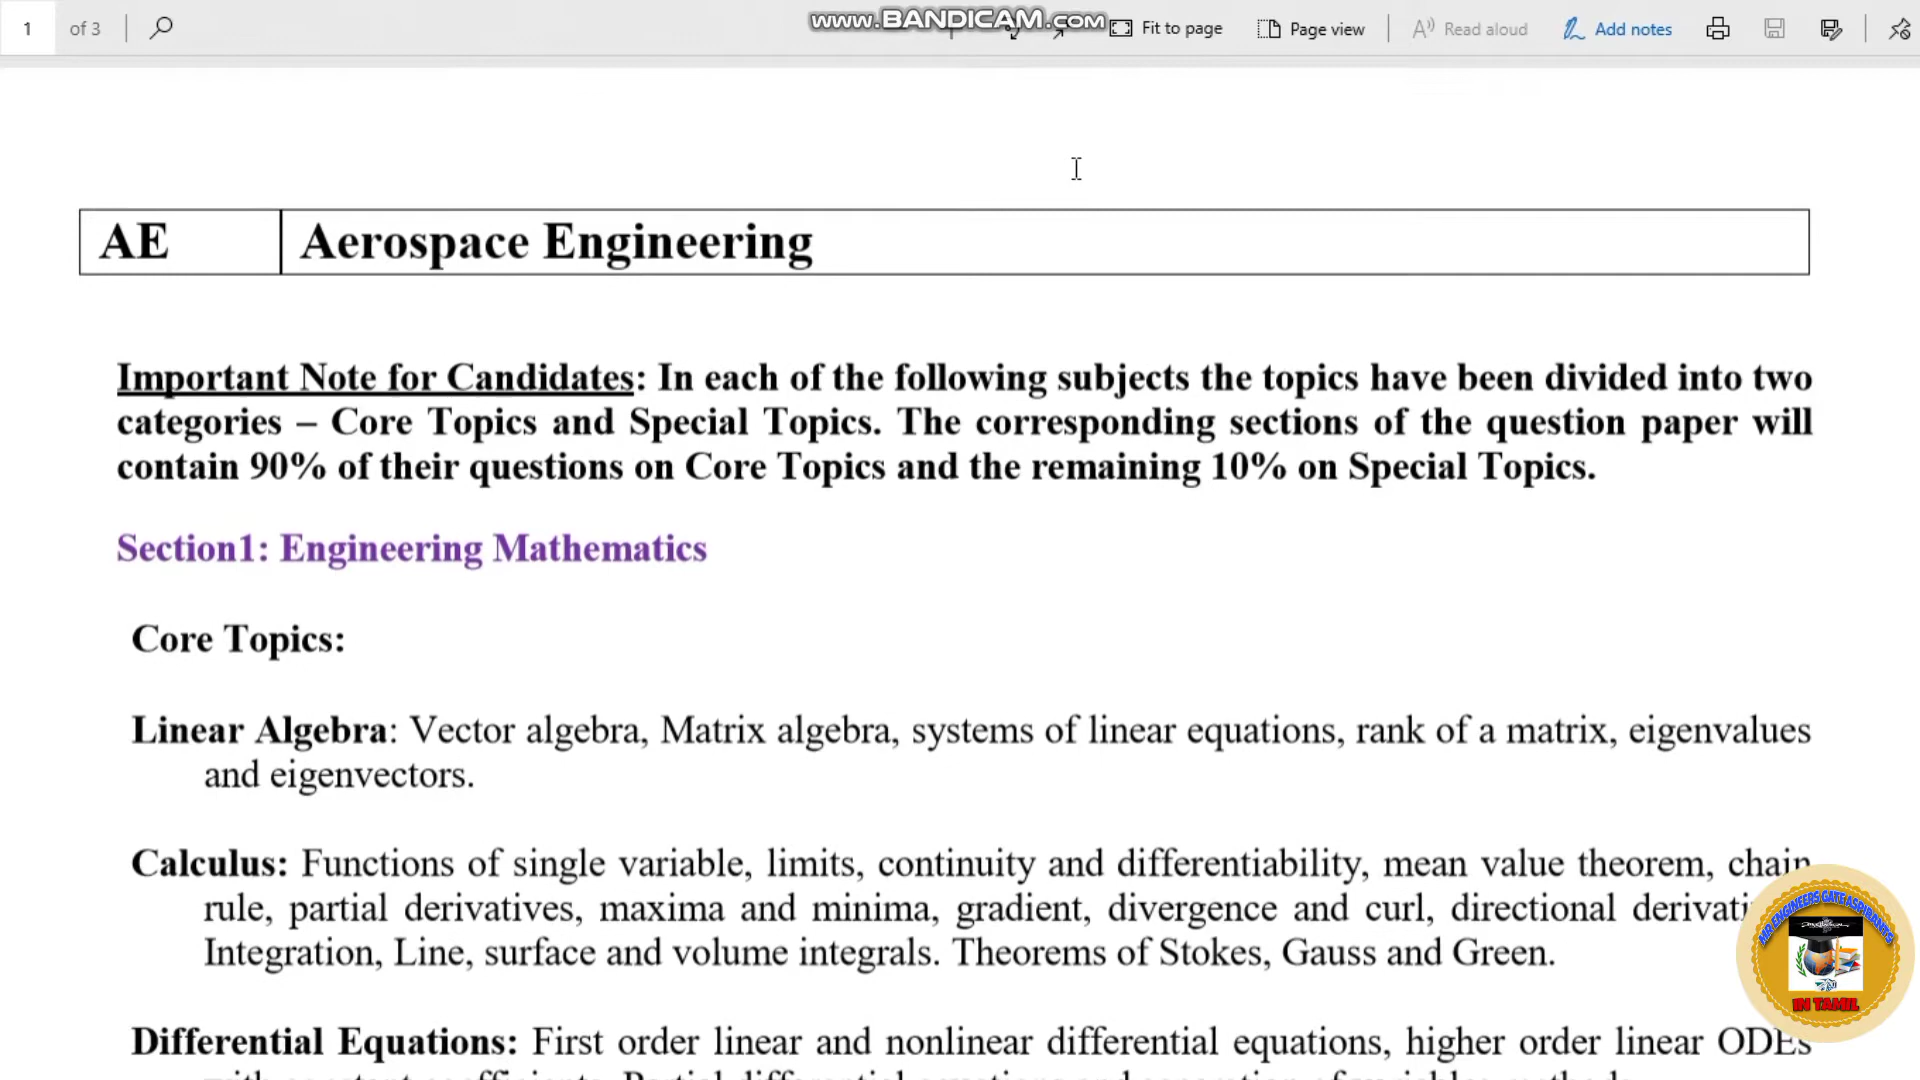 1 of 3
www.BANDICAM.com
Fit to page
Page view
Read aloud
Add notes
AE Aerospace Engineering
Important Note for Candidates: In each of the following subjects the topics have been divided into two
categories – Core Topics and Special Topics. The corresponding sections of the question paper will
contain 90% of their questions on Core Topics and the remaining 10% on Special Topics.
Section1: Engineering Mathematics
Core Topics:
Linear Algebra: Vector algebra, Matrix algebra, systems of linear equations, rank of a matrix, eigenvalues
and eigenvectors.
Calculus: Functions of single variable, limits, continuity and differentiability, mean value theorem, chain
rule, partial derivatives, maxima and minima, gradient, divergence and curl, directional
Integration, Line, surface and volume integrals. Theorems of Stokes, Gauss and Green.
Differential Equations: First order linear and nonlinear differential equations, higher order linear ODEs
MR ENGINEERS GATE ASPIRANTS
IN TAMIL